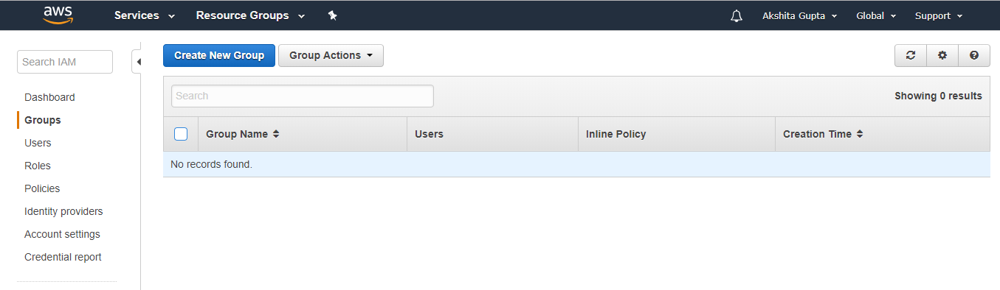 aws Services Resource Groups Akshita Gupta Global Support
Search IAM
Create New Group Group Actions
Search
Showing 0 results
Dashboard
Groups
Users
Roles
Policies
Identity providers
Account settings
Credential report
Group Name Users Inline Policy Creation Time
No records found.